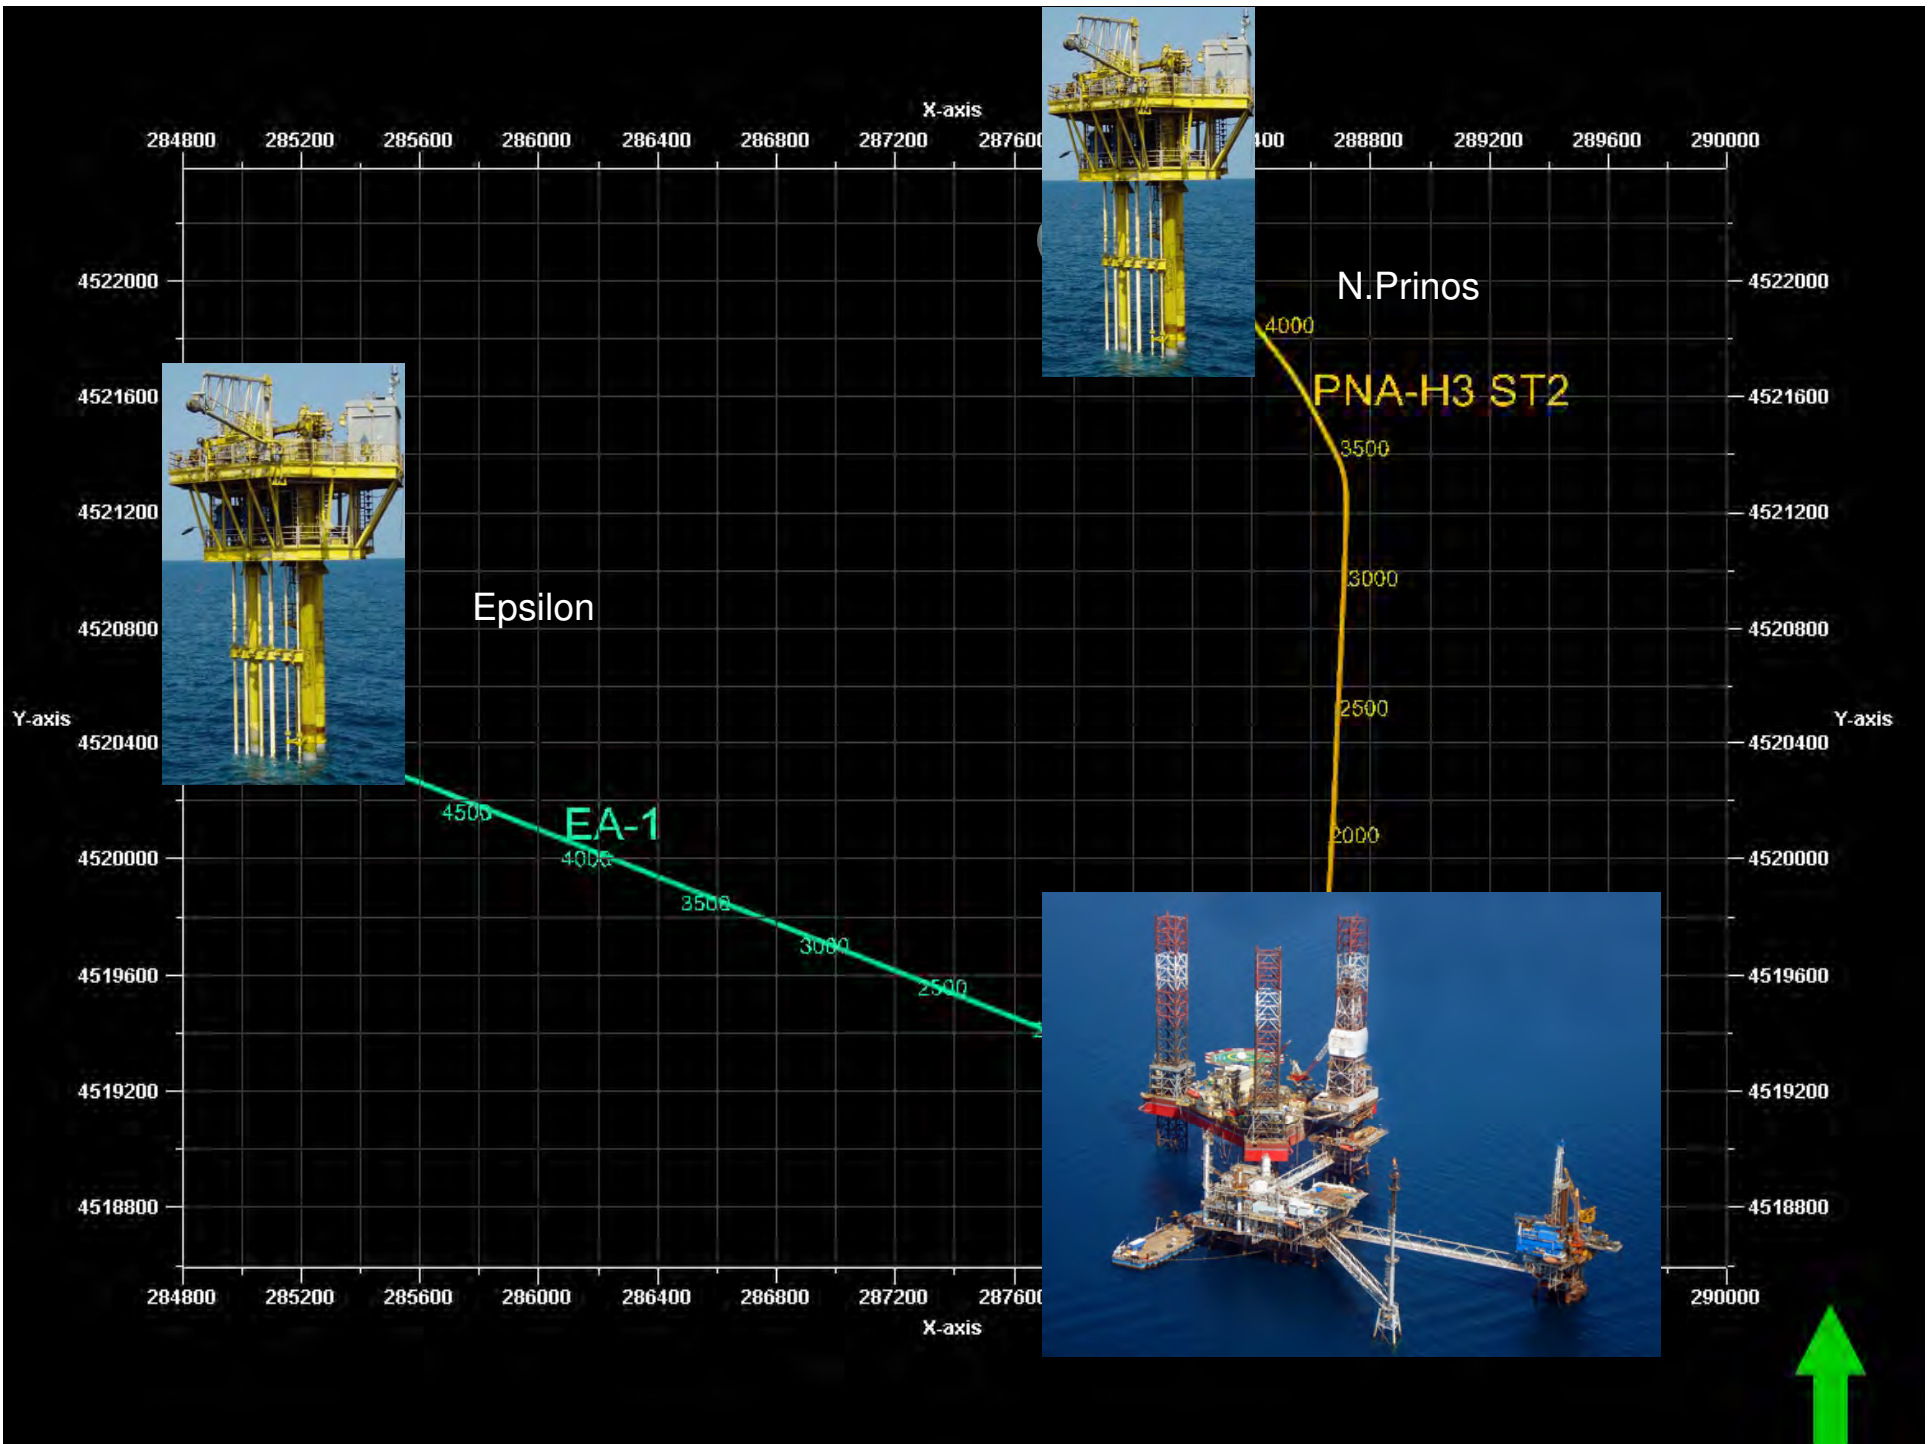 X-axis
284800 285200 285600 286000 286400 286800 287200 28760 400 288800 289200 289600 290000
4522000 N.Prinos 4522000
4000
4521600 PNA-H3 ST2 4521600
3500
4521200 4521200
3000
Epsilon
4520800 4520800
2500
Y-axis Y-axis
4520400 4520400
4500 EA-1 2000
4520000 4000 4520000
3500
3000
4519600 2500 4519600
4519200 4519200
4518800 4518800
284800 285200 285600 286000 286400 286800 287200 28760 290000
X-axis